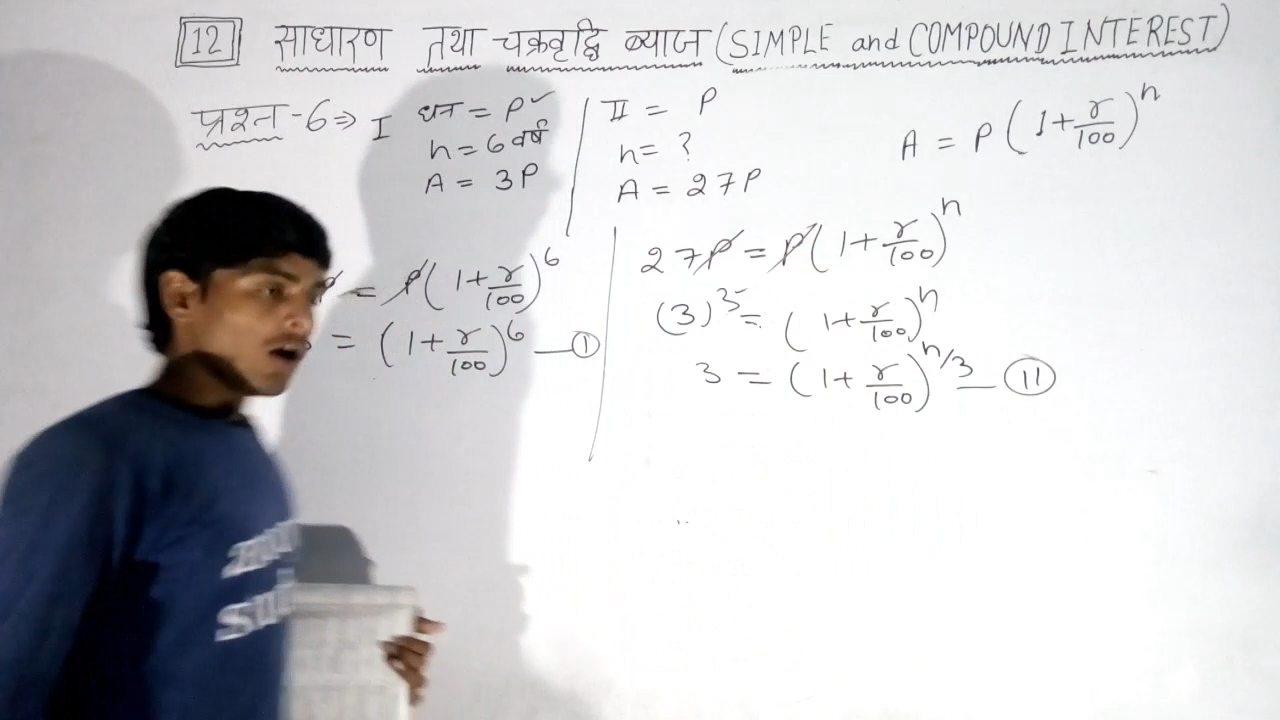 12 साधारण तथा चक्रवृद्धि ब्याज (SIMPLE and COMPOUND INTEREST)
प्रश्न-6⇒ I धन = P✓
n = 6 वर्ष
A = 3P
II = P
n = ?
A = 27P
A = P(1+r/100)^n
= P(1+r/100)^6
= (1+r/100)^6 —①
27P = P(1+r/100)^n
(3)^3 = (1+r/100)^n
3 = (1+r/100)^n/3 — (11)